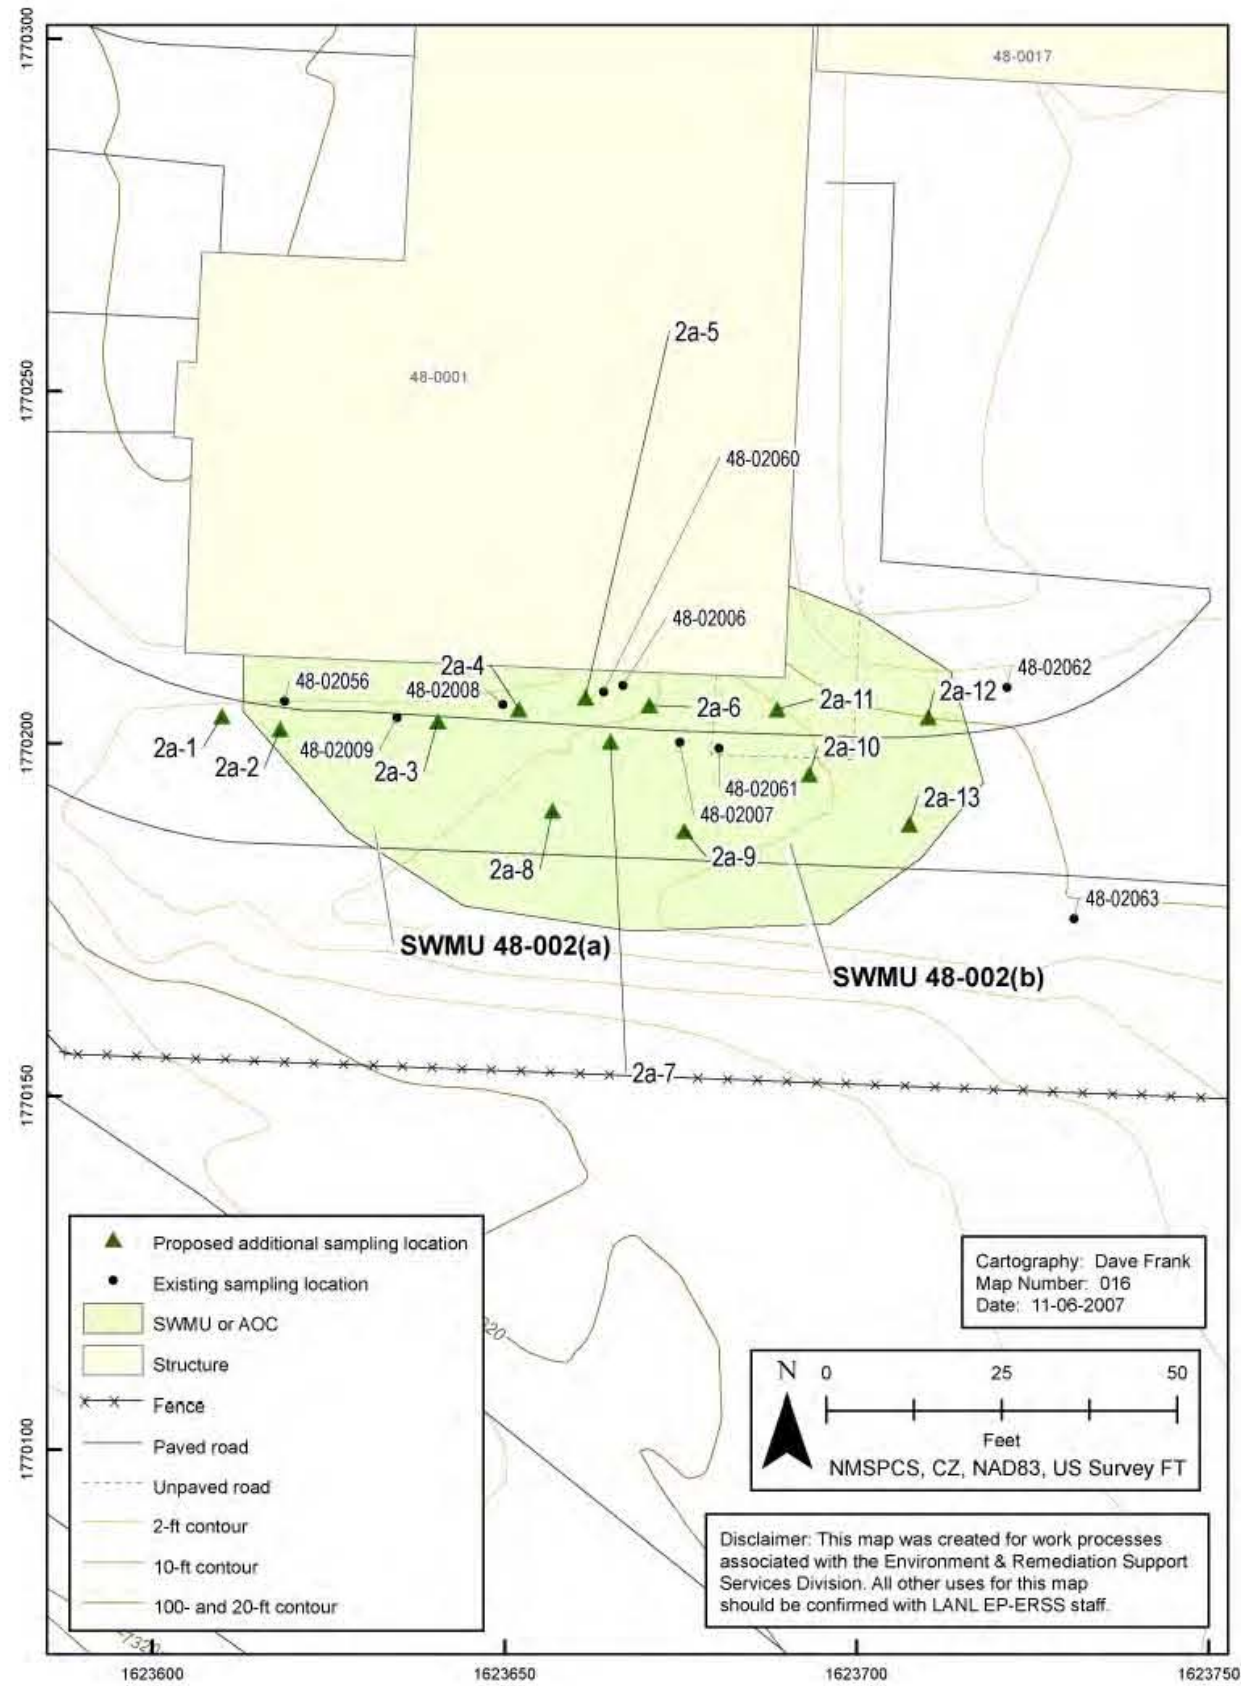 1770300
48-0017
2a-5
1770250
48-0001
48-02060
48-02006
2a-4
48-02062
48-02056
48-02008
2a-12
2a-11
2a-6
1770200
2a-1
48-02009
2a-10
2a-2
2a-3
48-02061
2a-13
48-02007
2a-9
2a-8
48-02063
SWMU 48-002(a)
SWMU 48-002(b)
2a-7
1770150
Proposed additional sampling location
Existing sampling location
SWMU or AOC
Structure
Fence
Paved road
Unpaved road
2-ft contour
10-ft contour
100- and 20-ft contour
Cartography: Dave Frank
Map Number: 016
Date: 11-06-2007
N 0 25 50
Feet
NMSPCS, CZ, NAD83, US Survey FT
1770100
Disclaimer: This map was created for work processes
associated with the Environment & Remediation Support
Services Division. All other uses for this map
should be confirmed with LANL EP-ERSS staff.
7320
1623600
1623650
1623700
1623750